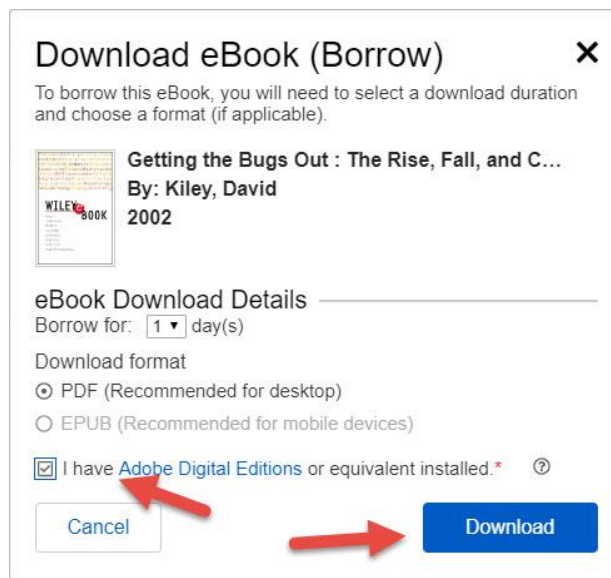 Download eBook (Borrow)
To borrow this eBook, you will need to select a download duration
and choose a format (if applicable).
Getting the Bugs Out : The Rise, Fall, and C...
By: Kiley, David
2002
WILEY
BOOK
eBook Download Details
Borrow for: 1 day(s)
Download format
PDF (Recommended for desktop)
EPUB (Recommended for mobile devices)
I have Adobe Digital Editions or equivalent installed.*
Cancel
Download